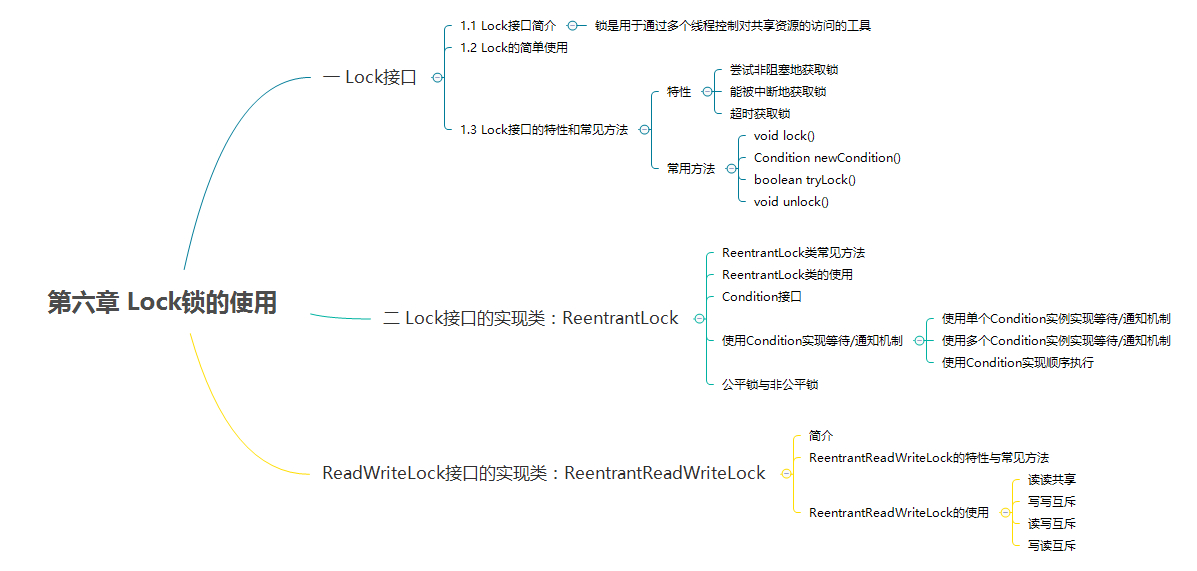 第六章 Lock锁的使用
一 Lock接口
1.1 Lock接口简介
锁是用于通过多个线程控制对共享资源的访问的工具
1.2 Lock的简单使用
1.3 Lock接口的特性和常见方法
特性
尝试非阻塞地获取锁
能被中断地获取锁
超时获取锁
常用方法
void lock()
Condition newCondition()
boolean tryLock()
void unlock()
二 Lock接口的实现类：ReentrantLock
ReentrantLock类常见方法
ReentrantLock类的使用
Condition接口
使用Condition实现等待/通知机制
使用单个Condition实例实现等待/通知机制
使用多个Condition实例实现等待/通知机制
使用Condition实现顺序执行
公平锁与非公平锁
ReadWriteLock接口的实现类：ReentrantReadWriteLock
简介
ReentrantReadWriteLock的特性与常见方法
ReentrantReadWriteLock的使用
读读共享
写写互斥
读写互斥
写读互斥